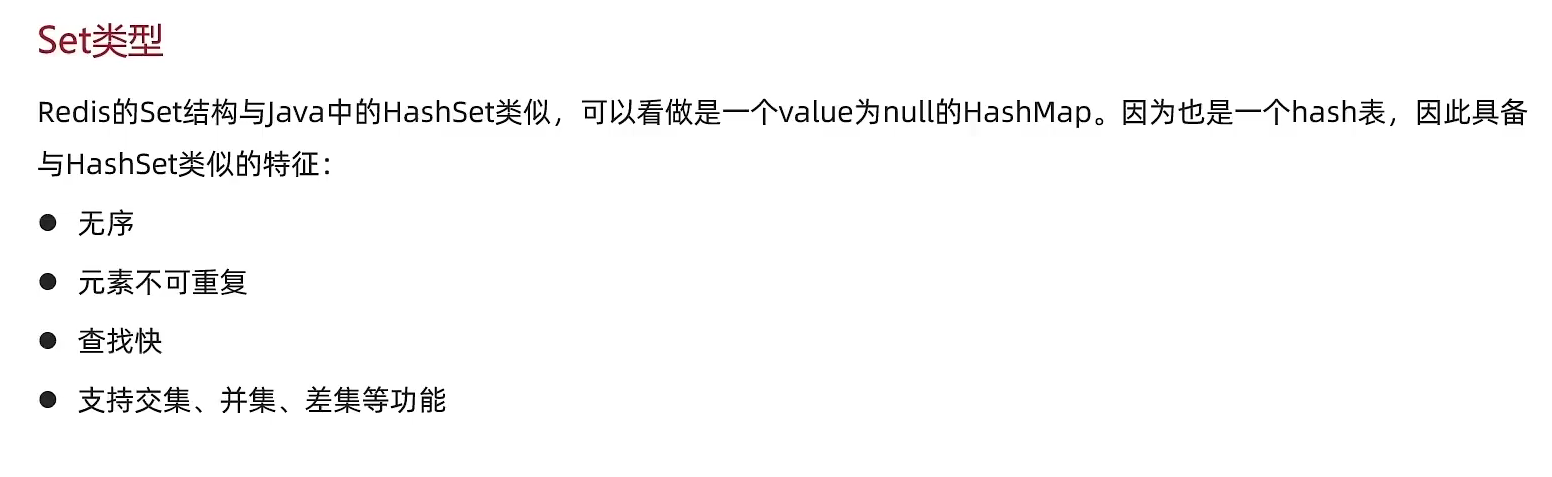 Set类型
Redis的Set结构与Java中的HashSet类似，可以看做是一个value为null的HashMap。因为也是一个hash表，因此具备
与HashSet类似的特征：
● 无序
● 元素不可重复
● 查找快
● 支持交集、并集、差集等功能